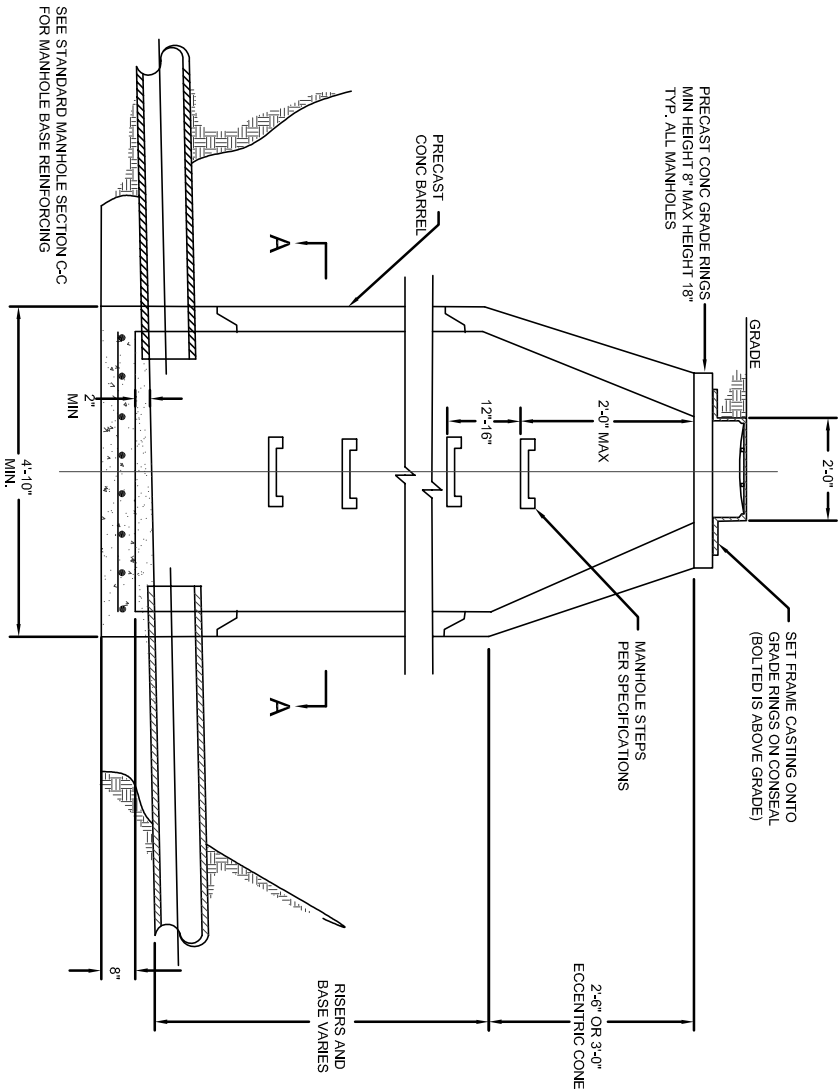 2'-0"
GRADE
PRECAST CONC GRADE RINGS
MIN HEIGHT 8" MAX HEIGHT 18"
TYP. ALL MANHOLES
SET FRAME CASTING ONTO
GRADE RINGS ON CONSEAL
(BOLTED IS ABOVE GRADE)
2'-0" MAX
12"-16"
MANHOLE STEPS
PER SPECIFICATIONS
2'-6" OR 3'-0"
ECCENTRIC CONE
PRECAST
CONC BARREL
A
A
RISERS AND
BASE VARIES
2"
MIN
8"
4'-10"
MIN.
SEE STANDARD MANHOLE SECTION C-C
FOR MANHOLE BASE REINFORCING